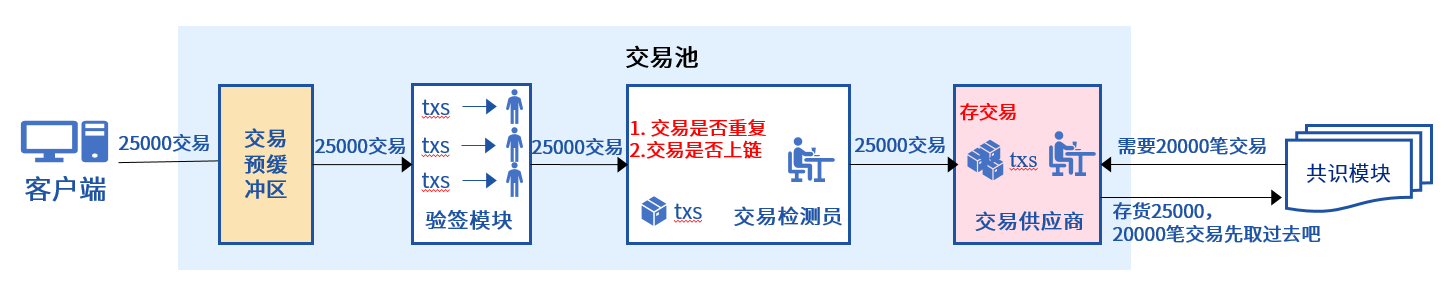 交易池
客户端
25000交易
交易
预缓
冲区
25000交易
txs
txs
txs
验签模块
25000交易
1. 交易是否重复
2.交易是否上链
txs
交易检测员
25000交易
存交易
txs
交易供应商
需要20000笔交易
存货25000，
20000笔交易先取过去吧
共识模块